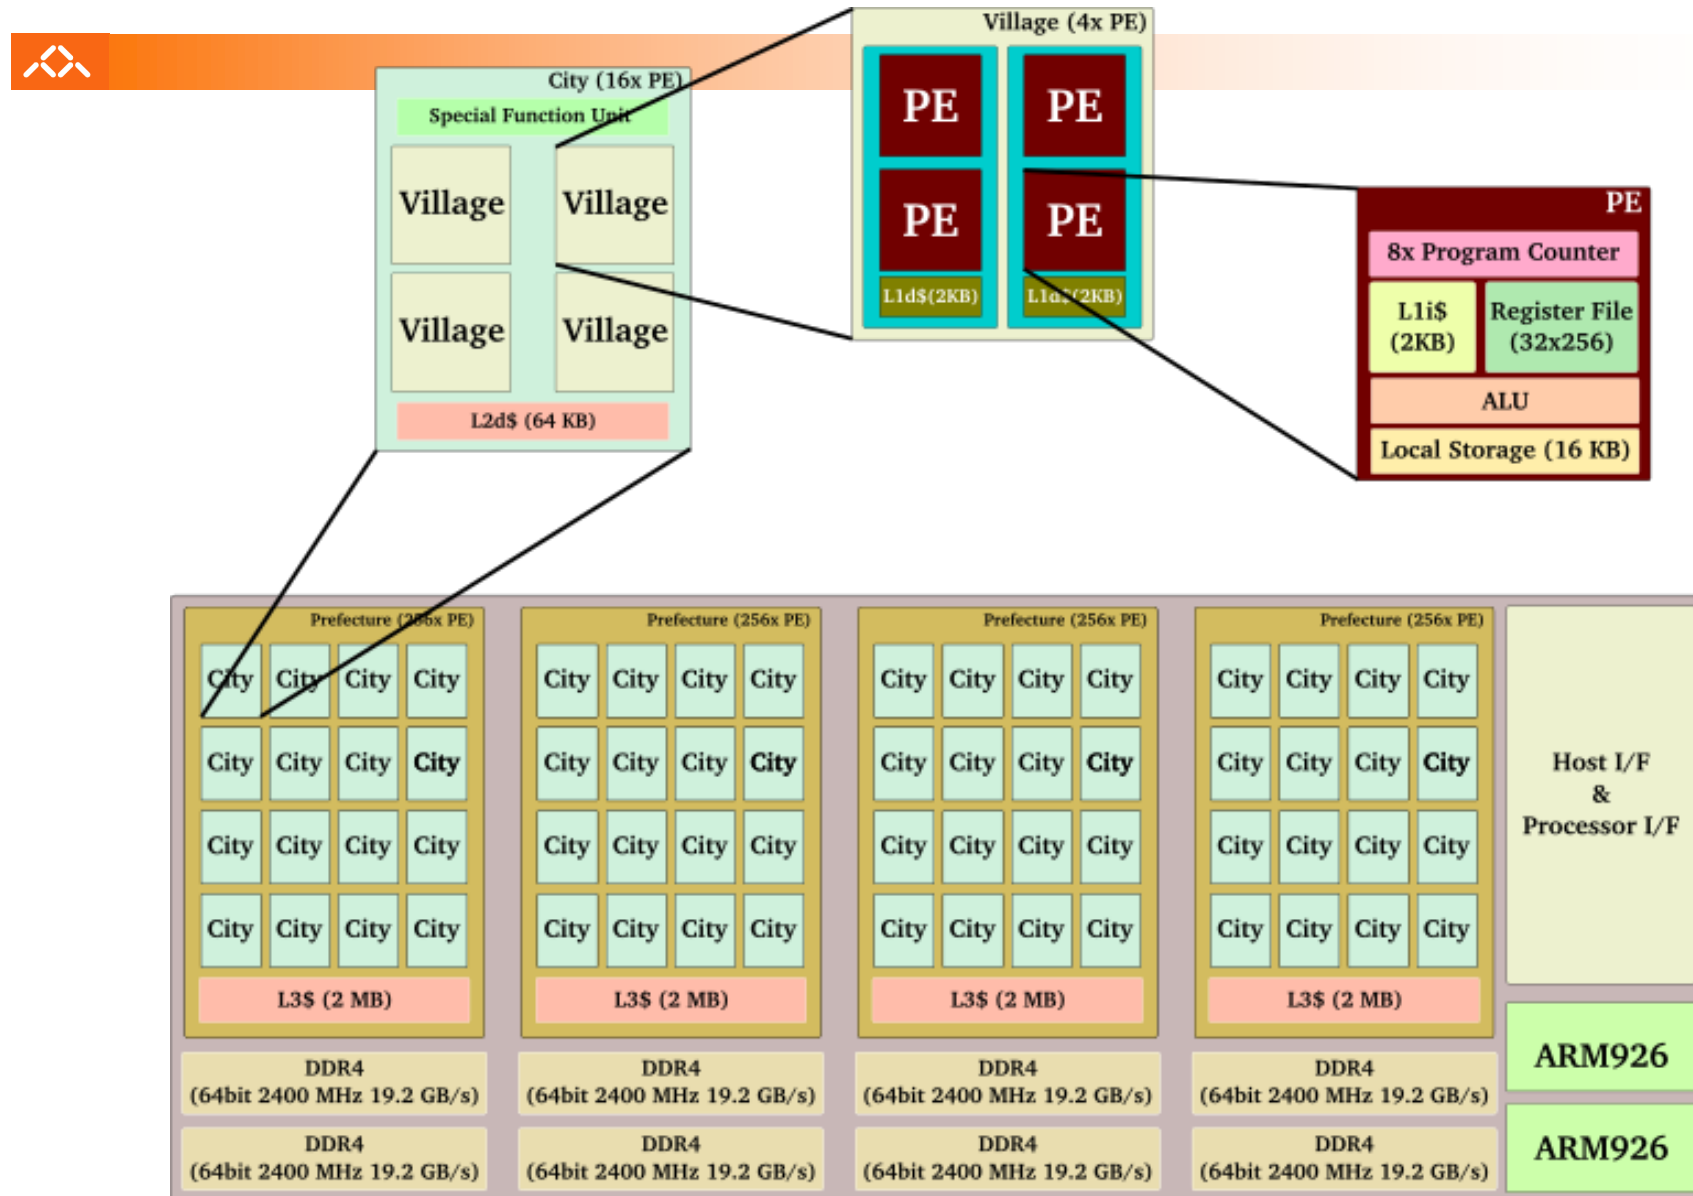 Village (4x PE)
PE
PE
PE
PE
L1d$(2KB)
L1d$(2KB)
City (16x PE)
Special Function Unit
Village
Village
Village
Village
L2d$ (64 KB)
PE
8x Program Counter
L1i$
(2KB)
Register File
(32x256)
ALU
Local Storage (16 KB)
Prefecture (256x PE)
City City City City
City City City City
City City City City
City City City City
L3$ (2 MB)
DDR4
(64bit 2400 MHz 19.2 GB/s)
DDR4
(64bit 2400 MHz 19.2 GB/s)
Prefecture (256x PE)
City City City City
City City City City
City City City City
City City City City
L3$ (2 MB)
DDR4
(64bit 2400 MHz 19.2 GB/s)
DDR4
(64bit 2400 MHz 19.2 GB/s)
Prefecture (256x PE)
City City City City
City City City City
City City City City
City City City City
L3$ (2 MB)
DDR4
(64bit 2400 MHz 19.2 GB/s)
DDR4
(64bit 2400 MHz 19.2 GB/s)
Prefecture (256x PE)
City City City City
City City City City
City City City City
City City City City
L3$ (2 MB)
DDR4
(64bit 2400 MHz 19.2 GB/s)
DDR4
(64bit 2400 MHz 19.2 GB/s)
Host I/F
&
Processor I/F
ARM926
ARM926